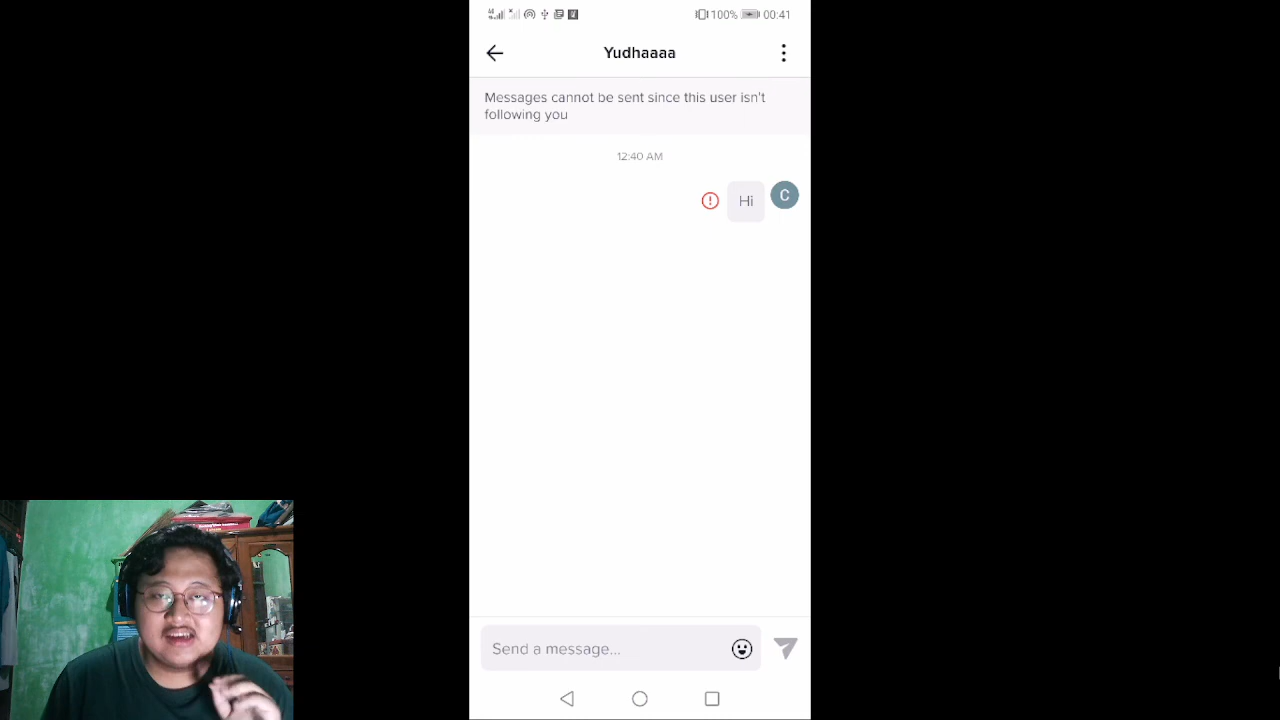 100% 00:41
Yudhaaaa
Messages cannot be sent since this user isn't
following you
12:40 AM
Hi
C
Send a message...